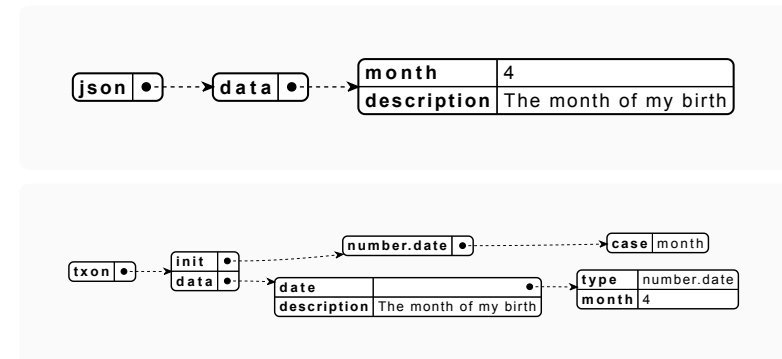 json data month 4
description The month of my birth
number.date case month
txon init
data date type number.date
description The month of my birth month 4